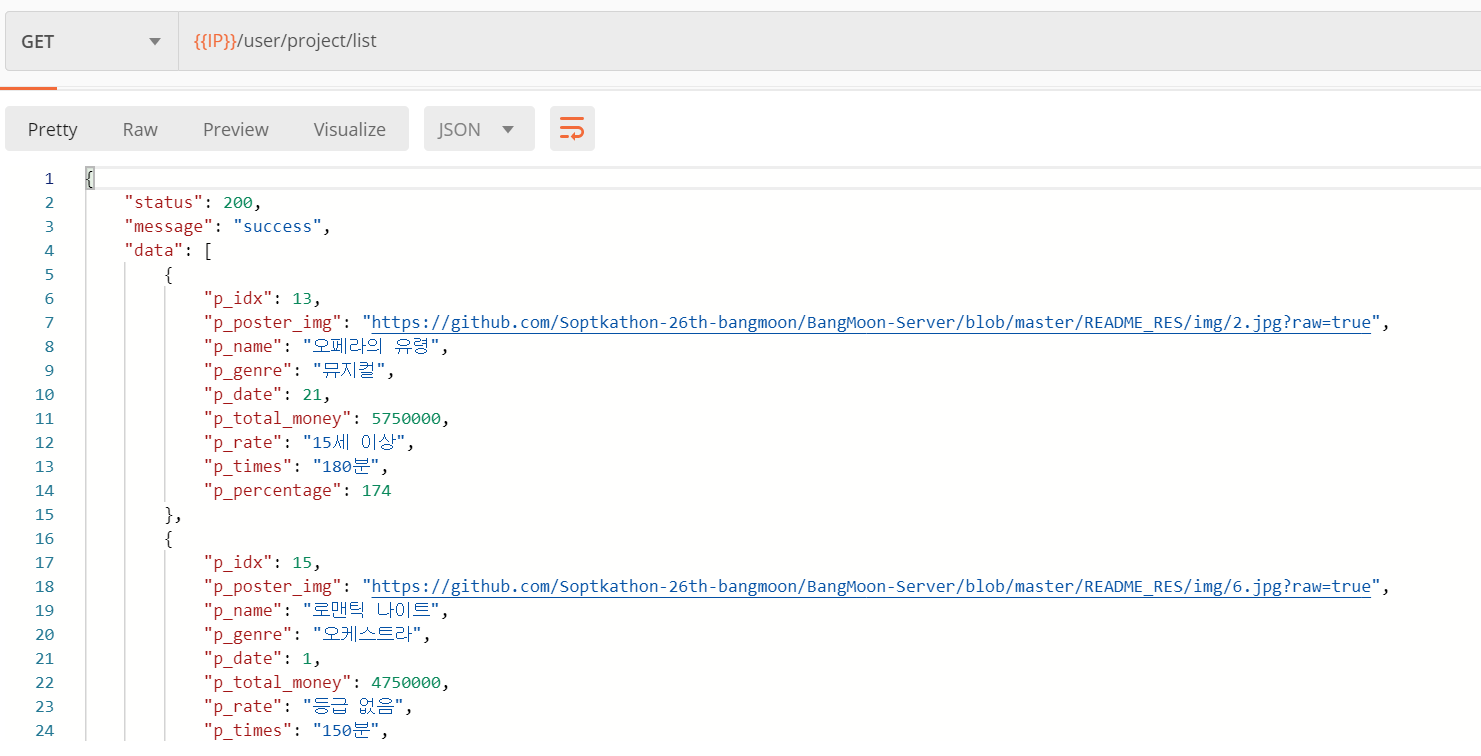 GET {{IP}}/user/project/list
Pretty Raw Preview Visualize JSON
1 {
2 "status": 200,
3 "message": "success",
4 "data": [
5 {
6 "p_idx": 13,
7 "p_poster_img": "https://github.com/Soptkathon-26th-bangmoon/BangMoon-Server/blob/master/README_RES/img/2.jpg?raw=true",
8 "p_name": "오페라의 유령",
9 "p_genre": "뮤지컬",
10 "p_date": 21,
11 "p_total_money": 5750000,
12 "p_rate": "15세 이상",
13 "p_times": "180분",
14 "p_percentage": 174
15 },
16 {
17 "p_idx": 15,
18 "p_poster_img": "https://github.com/Soptkathon-26th-bangmoon/BangMoon-Server/blob/master/README_RES/img/6.jpg?raw=true",
19 "p_name": "로맨틱 나이트",
20 "p_genre": "오케스트라",
21 "p_date": 1,
22 "p_total_money": 4750000,
23 "p_rate": "등급 없음",
24 "p_times": "150분",